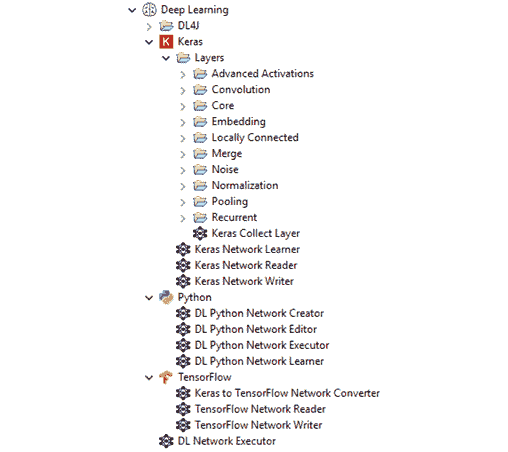 Deep Learning
DL4J
K Keras
Layers
Advanced Activations
Convolution
Core
Embedding
Locally Connected
Merge
Noise
Normalization
Pooling
Recurrent
Keras Collect Layer
Keras Network Learner
Keras Network Reader
Keras Network Writer
Python
DL Python Network Creator
DL Python Network Editor
DL Python Network Executor
DL Python Network Learner
TensorFlow
Keras to TensorFlow Network Converter
TensorFlow Network Reader
TensorFlow Network Writer
DL Network Executor